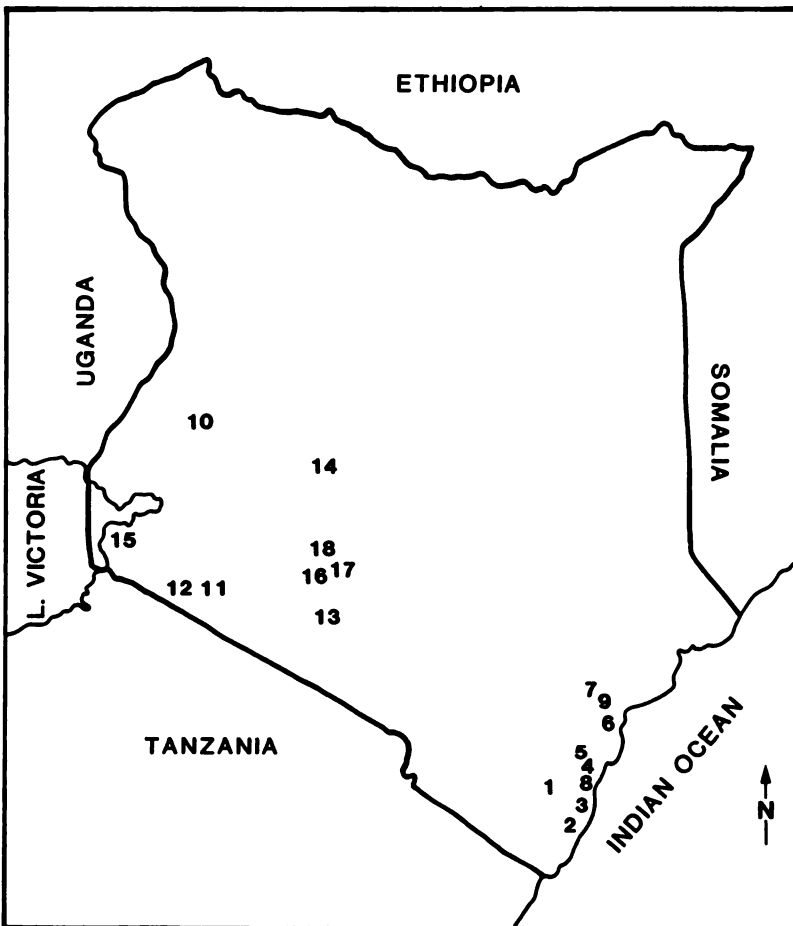 ETHIOPIA
UGANDA
SOMALIA
10
14
L. VICTORIA
15
18
17
16
12 11
13
7
9
6
TANZANIA
5
4
1
8
3
2
INDIAN OCEAN
N